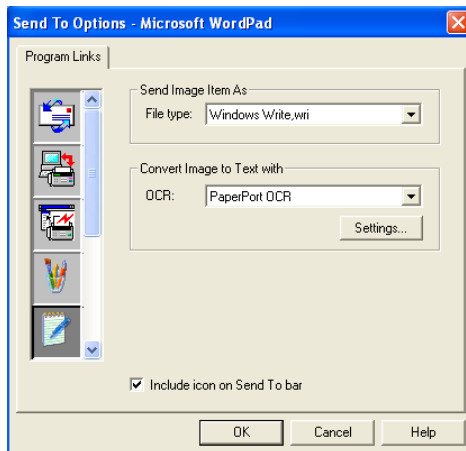 Send To Options - Microsoft WordPad
Program Links
Send Image Item As
File type: Windows Write,wri
Convert Image to Text with
OCR: PaperPort OCR
Settings...
Include icon on Send To bar
OK Cancel Help